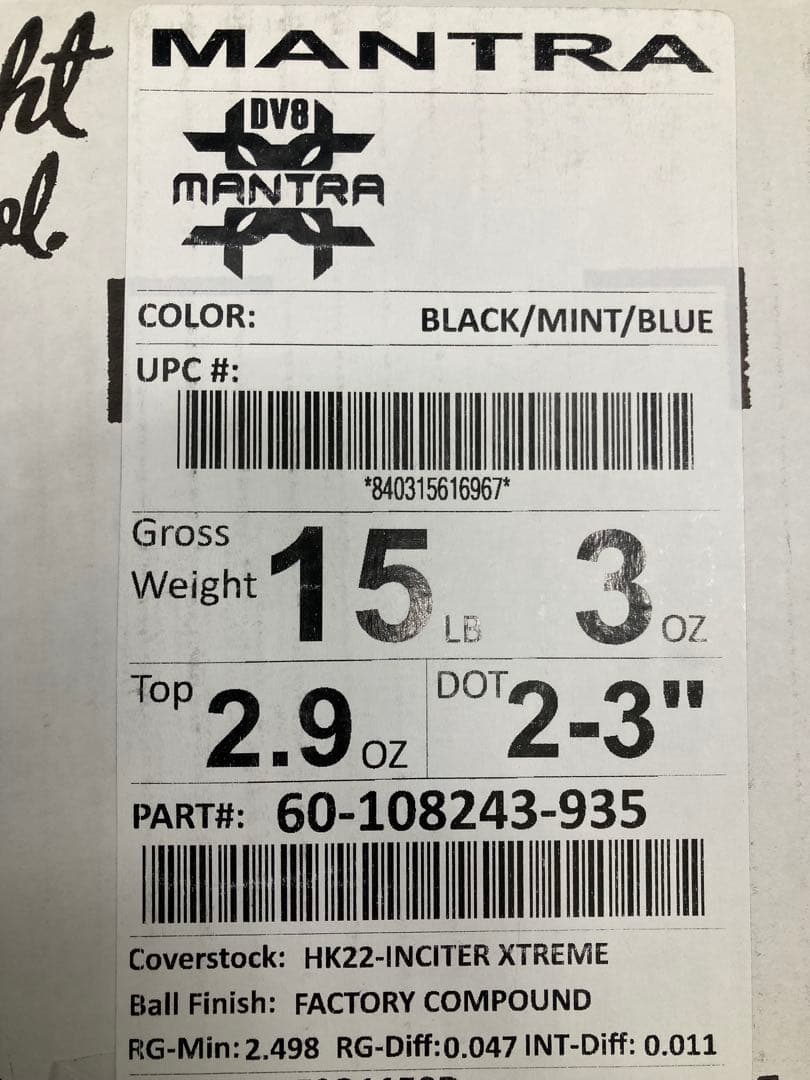 MANTRA
DV8
MANTRA
COLOR: BLACK/MINT/BLUE
UPC #:
*840315616967*
Gross Weight 15 LB 3 OZ
Top 2.9 OZ DOT 2-3"
PART#: 60-108243-935
Coverstock: HK22-INCITER XTREME
Ball Finish: FACTORY COMPOUND
RG-Min: 2.498 RG-Diff:0.047 INT-Diff: 0.011